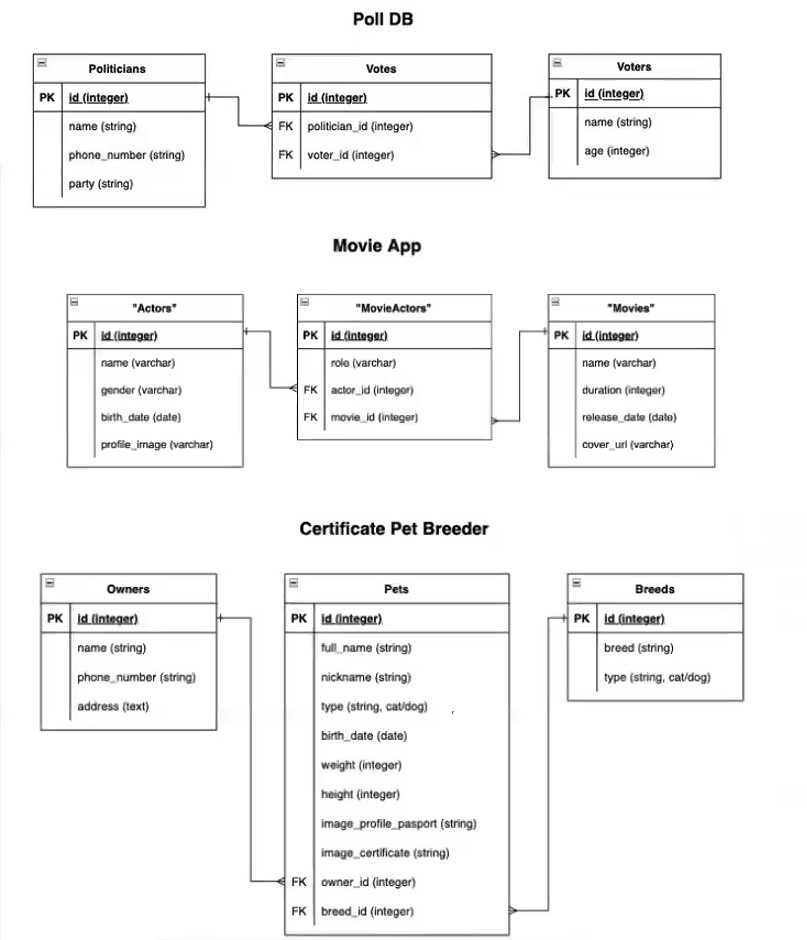 Poll DB
Politicians
PK id (integer)
name (string)
phone_number (string)
party (string)
Votes
PK id (integer)
FK politician_id (integer)
FK voter_id (integer)
Voters
PK id (integer)
name (string)
age (integer)
Movie App
"Actors"
PK id (integer)
name (varchar)
gender (varchar)
birth_date (date)
profile_image (varchar)
"MovieActors"
PK id (integer)
role (varchar)
FK actor_id (integer)
FK movie_id (integer)
"Movies"
PK id (integer)
name (varchar)
duration (integer)
release_date (date)
cover_url (varchar)
Certificate Pet Breeder
Owners
PK id (integer)
name (string)
phone_number (string)
address (text)
Pets
PK id (integer)
full_name (string)
nickname (string)
type (string, cat/dog)
birth_date (date)
weight (integer)
height (integer)
image_profile_pasport (string)
image_certificate (string)
FK owner_id (integer)
FK breed_id (integer)
Breeds
PK id (integer)
breed (string)
type (string, cat/dog)